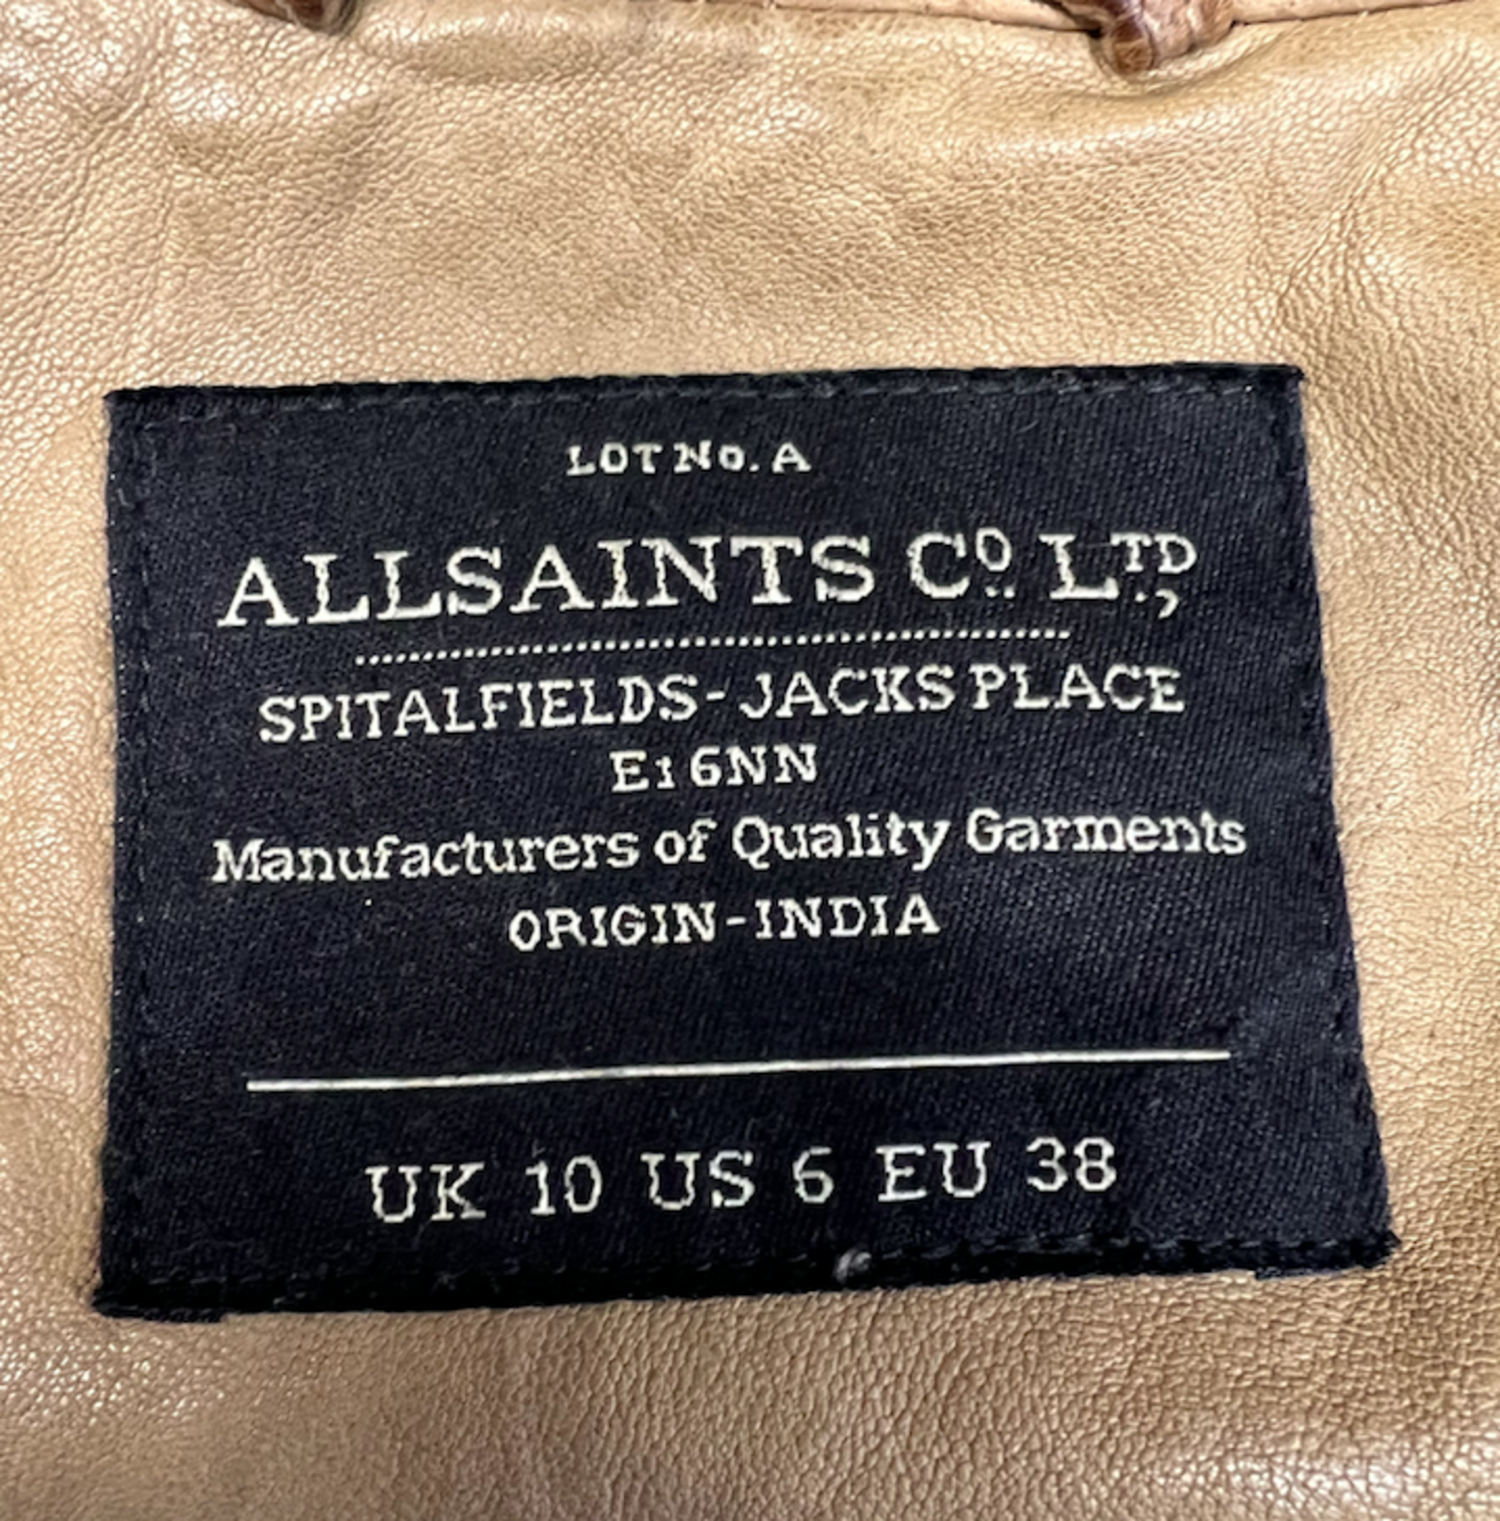 LOT No. A
ALLSAINTS Co. LTD.,
SPITALFIELDS-JACKS PLACE
E1 6NN
Manufacturers of Quality Garments
ORIGIN-INDIA
UK 10 US 6 EU 38